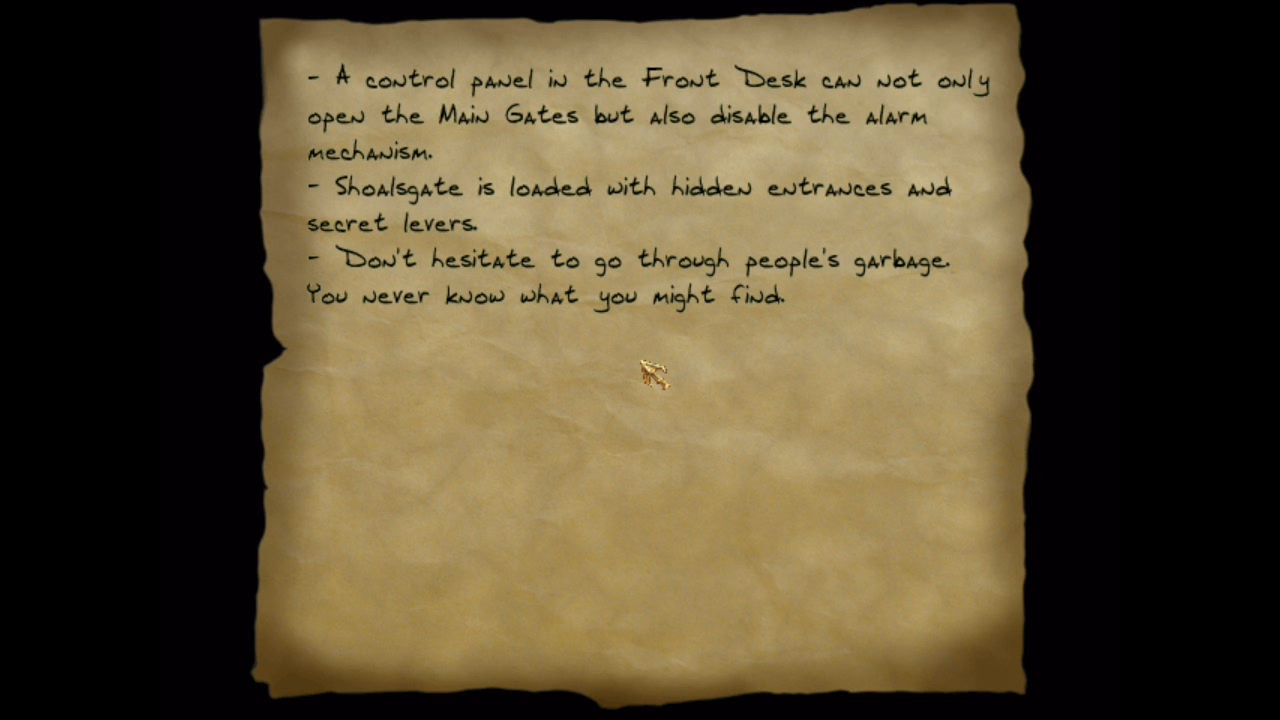 - A control panel in the Front Desk can not only
open the Main Gates but also disable the alarm
mechanism.
- Shoalsgate is loaded with hidden entrances and
secret levers.
- Don't hesitate to go through people's garbage.
You never know what you might find.